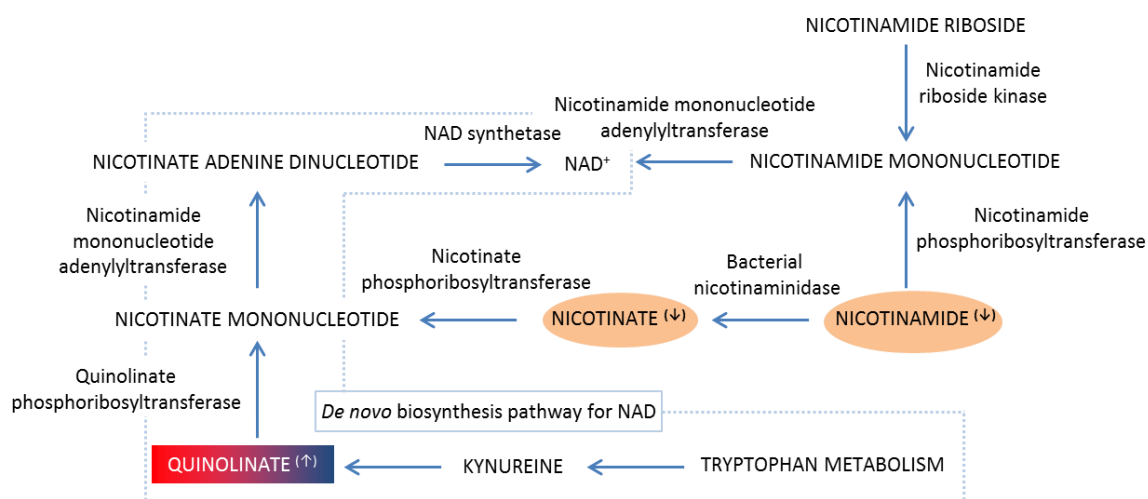 NICOTINAMIDE RIBOSIDE
Nicotinamide
riboside kinase
Nicotinamide mononucleotide
adenylyltransferase
NAD synthetase
NICOTINATE ADENINE DINUCLEOTIDE
NAD⁺
NICOTINAMIDE MONONUCLEOTIDE
Nicotinamide
mononucleotide
adenylyltransferase
Nicotinamide
phosphoribosyltransferase
Nicotinate
phosphoribosyltransferase
Bacterial
nicotinaminidase
NICOTINATE MONONUCLEOTIDE
NICOTINATE (↓)
NICOTINAMIDE (↓)
Quinolinate
phosphoribosyltransferase
De novo biosynthesis pathway for NAD
QUINOLINATE (↑)
KYNUREINE
TRYPTOPHAN METABOLISM